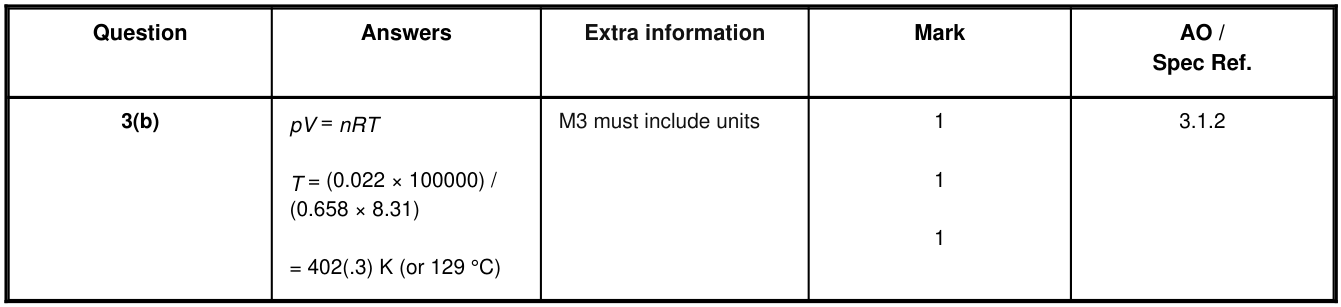 Question Answers Extra information Mark AO /
Spec Ref.
3(b) pV = nRT M3 must include units 1 3.1.2
T = (0.022 × 100000) / 1
(0.658 × 8.31)
1
= 402(.3) K (or 129 °C)